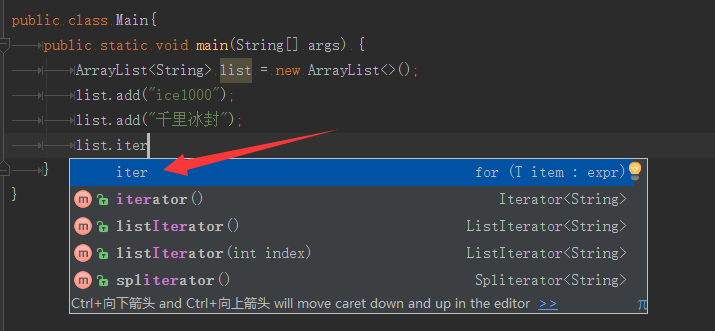 public class Main{
public static void main(String[] args) {
ArrayList<String> list = new ArrayList<>();
list.add("ice1000");
list.add("千里冰封");
list.iter
}
iter for (T item : expr)
m iterator() Iterator<String>
m listIterator() ListIterator<String>
m listIterator(int index) ListIterator<String>
m spliterator() Spliterator<String>
}
Ctrl+向下箭头 and Ctrl+向上箭头 will move caret down and up in the editor >> π